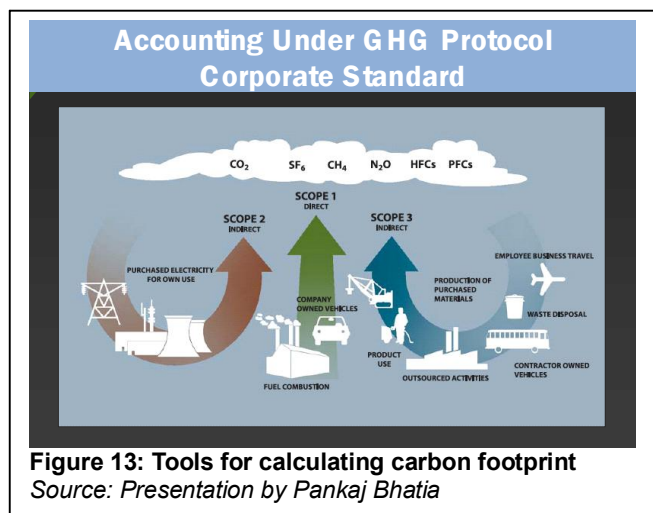 Accounting Under GHG Protocol
Corporate Standard
CO2 SF6 CH4 N2O HFCs PFCs
SCOPE 2
INDIRECT
SCOPE 1
DIRECT
SCOPE 3
INDIRECT
PURCHASED ELECTRICITY
FOR OWN USE
COMPANY
OWNED VEHICLES
FUEL COMBUSTION
EMPLOYEE BUSINESS TRAVEL
PRODUCTION OF
PURCHASED
MATERIALS
WASTE DISPOSAL
PRODUCT
USE
OUTSOURCED ACTIVITIES
CONTRACTOR OWNED
VEHICLES
Figure 13: Tools for calculating carbon footprint
Source: Presentation by Pankaj Bhatia